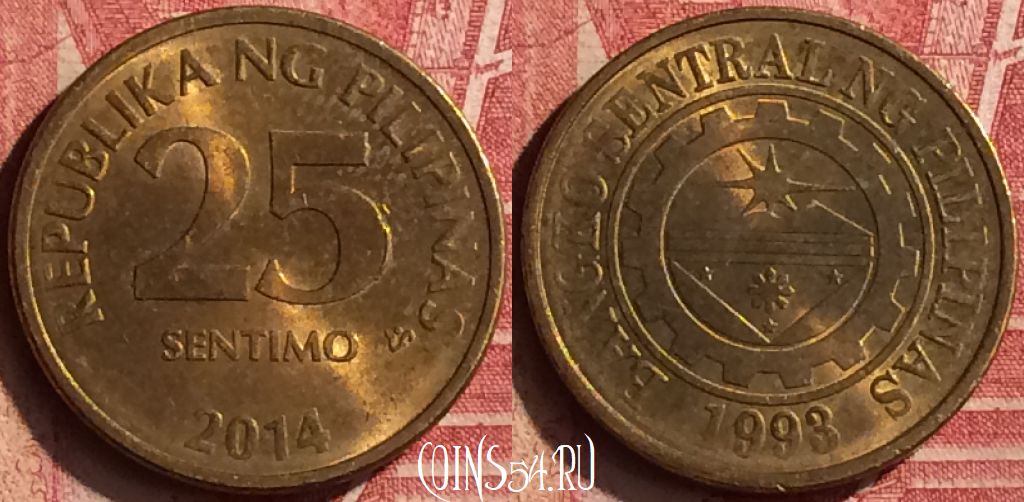 REPUBLIKA NG PILIPINAS
25
SENTIMO
2014
BANGKO SENTRAL NG PILIPINAS
1993
COINS54.RU